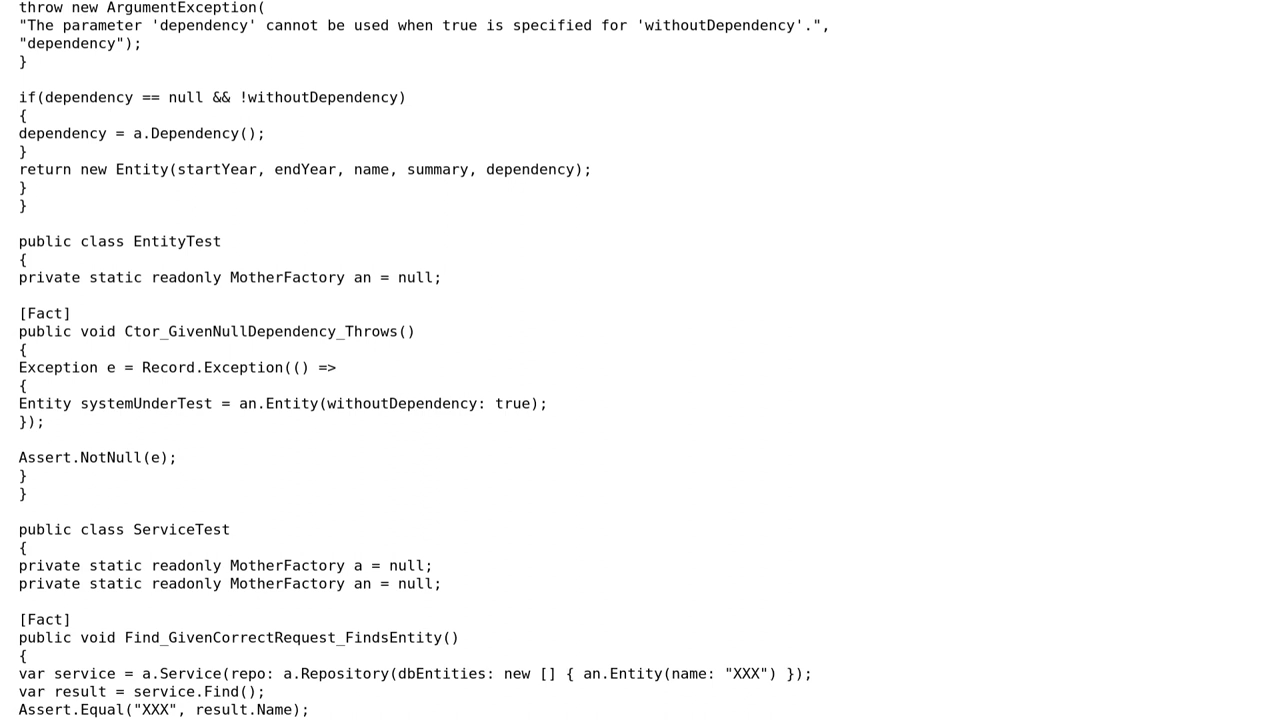 throw new ArgumentException(
"The parameter 'dependency' cannot be used when true is specified for 'withoutDependency'.",
"dependency");
}
if(dependency == null && !withoutDependency)
{
dependency = a.Dependency();
}
return new Entity(startYear, endYear, name, summary, dependency);
}
}
public class EntityTest
{
private static readonly MotherFactory an = null;
[Fact]
public void Ctor_GivenNullDependency_Throws()
{
Exception e = Record.Exception(() =>
{
Entity systemUnderTest = an.Entity(withoutDependency: true);
});
Assert.NotNull(e);
}
}
public class ServiceTest
{
private static readonly MotherFactory a = null;
private static readonly MotherFactory an = null;
[Fact]
public void Find_GivenCorrectRequest_FindsEntity()
{
var service = a.Service(repo: a.Repository(dbEntities: new [] { an.Entity(name: "XXX") });
var result = service.Find();
Assert.Equal("XXX", result.Name);